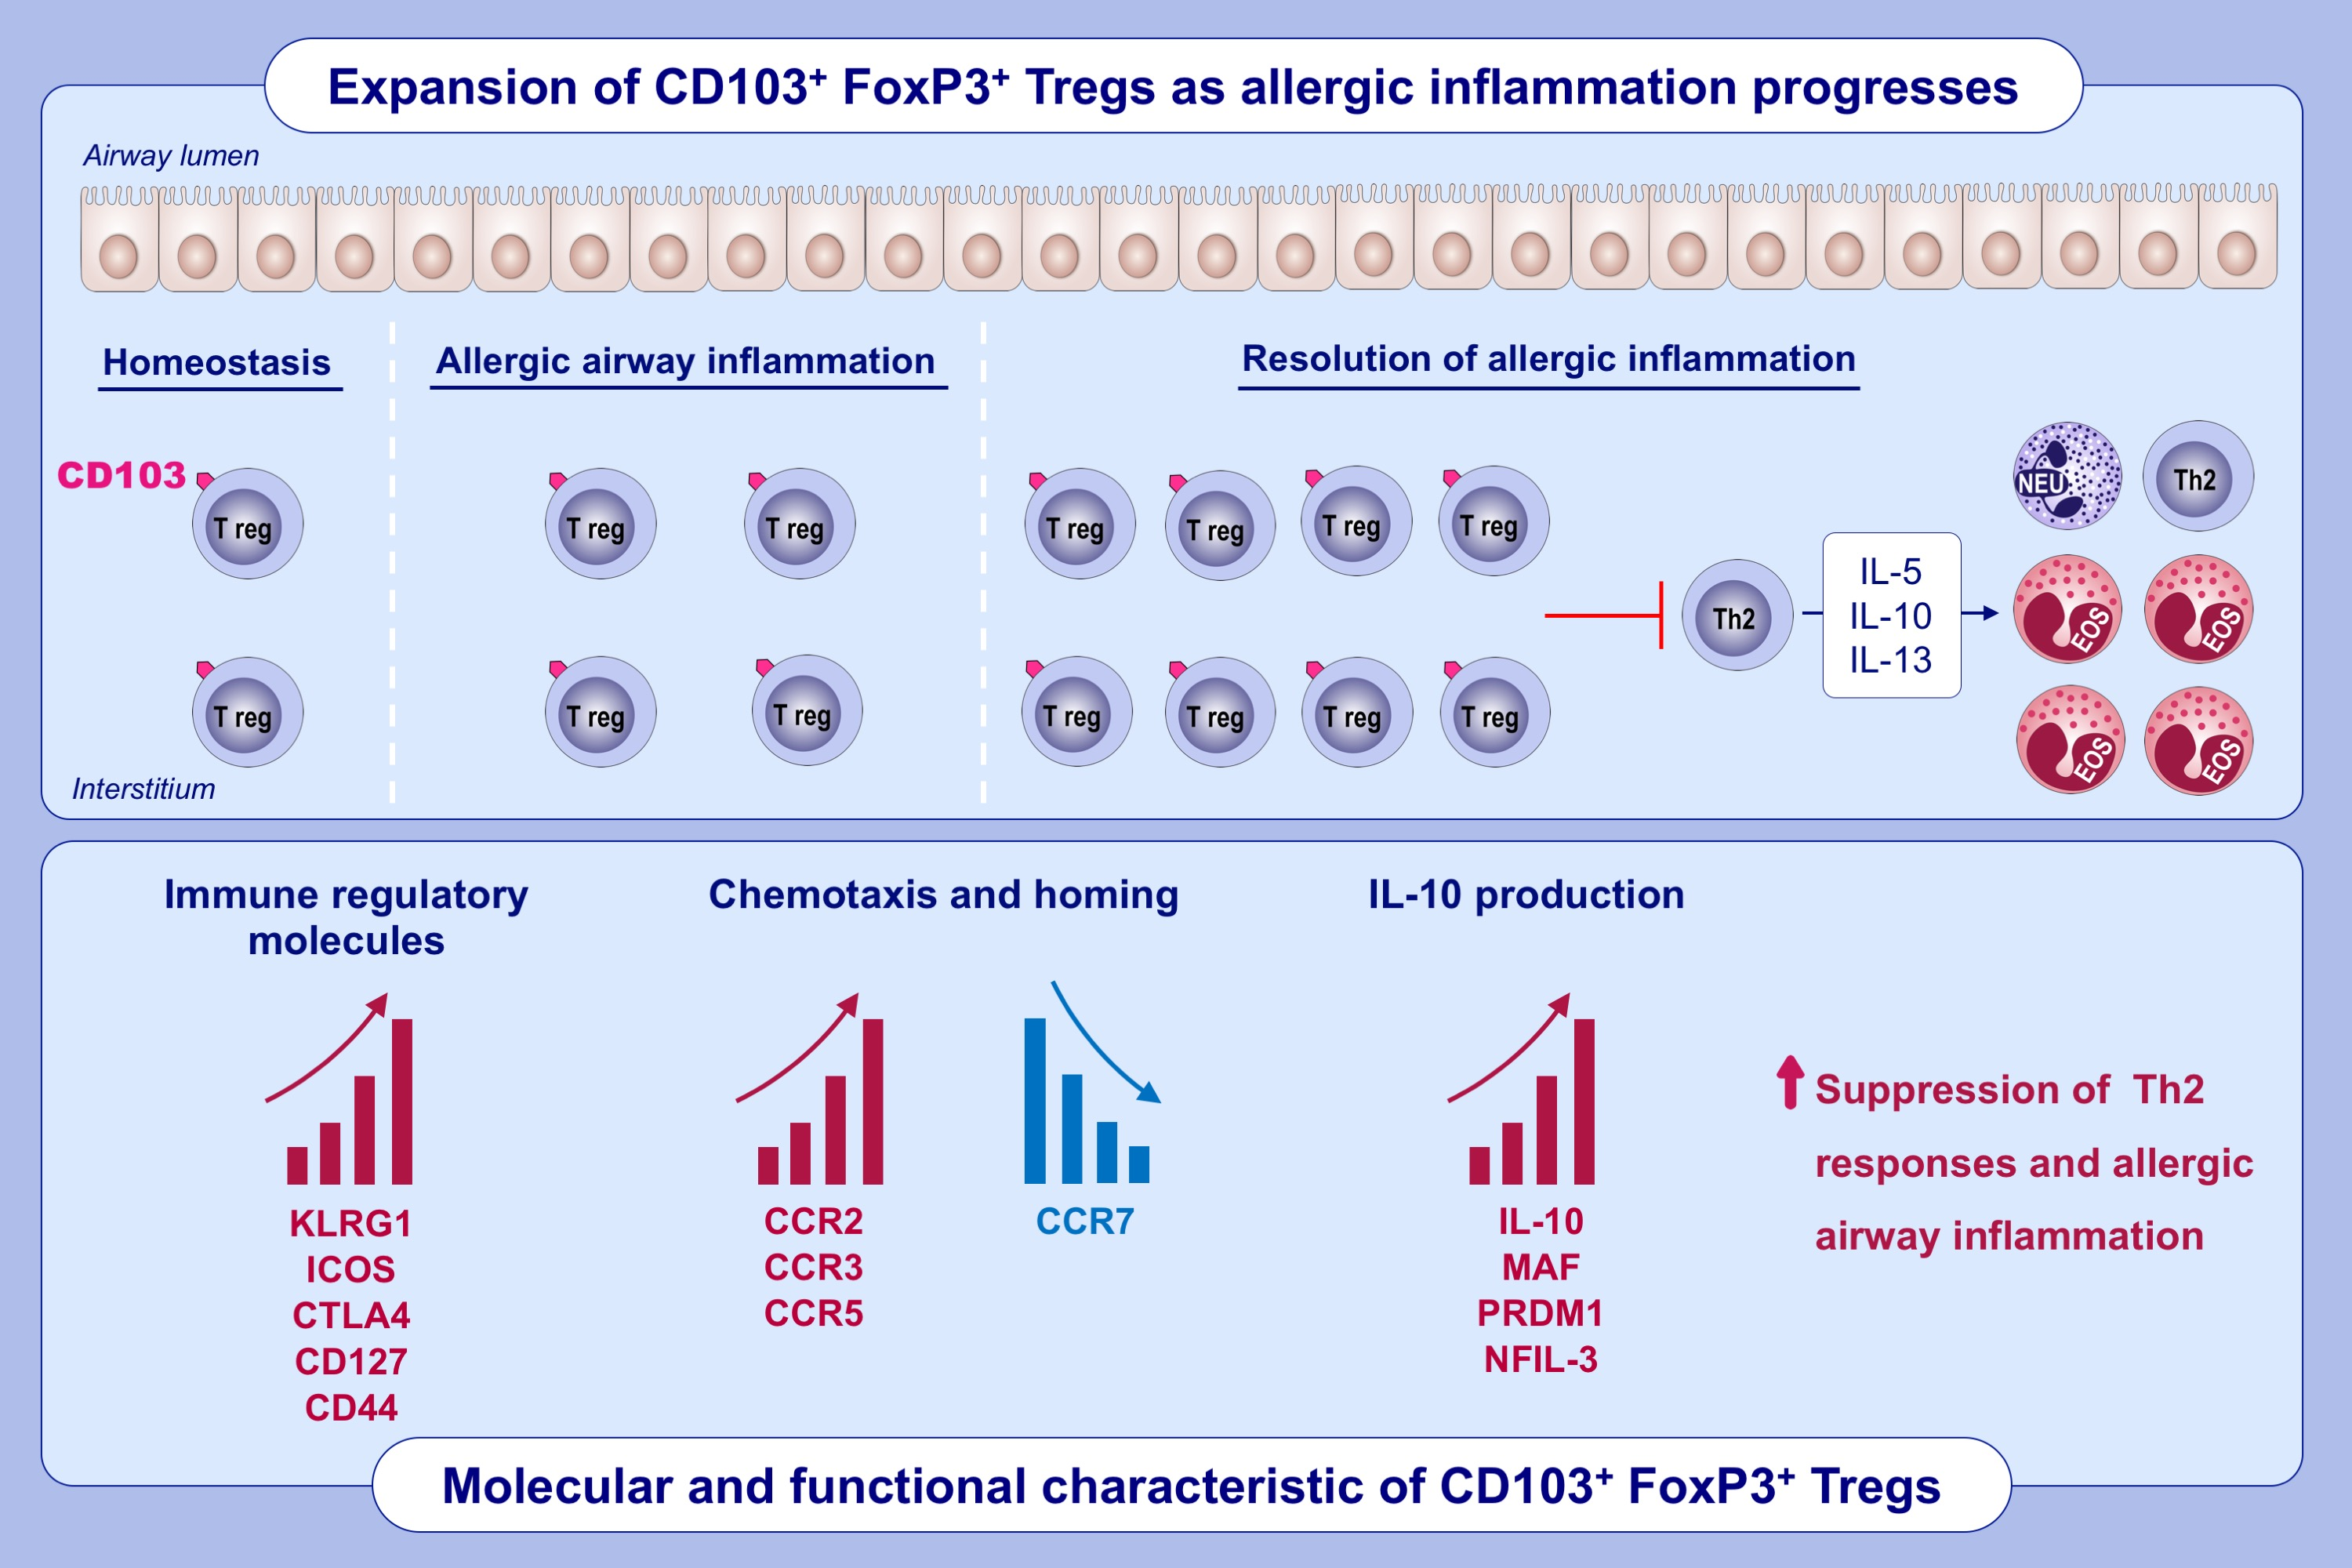 Expansion of CD103⁺ FoxP3⁺ Tregs as allergic inflammation progresses
Airway lumen
Homeostasis
Allergic airway inflammation
Resolution of allergic inflammation
CD103
T reg
T reg
T reg
T reg
T reg
T reg
T reg
T reg
T reg
T reg
T reg
T reg
T reg
T reg
Th2
IL-5
IL-10
IL-13
NEU
Th2
EOS
EOS
EOS
EOS
Interstitium
Immune regulatory
molecules
KLRG1
ICOS
CTLA4
CD127
CD44
Chemotaxis and homing
CCR2
CCR3
CCR5
CCR7
IL-10 production
IL-10
MAF
PRDM1
NFIL-3
Suppression of Th2
responses and allergic
airway inflammation
Molecular and functional characteristic of CD103⁺ FoxP3⁺ Tregs